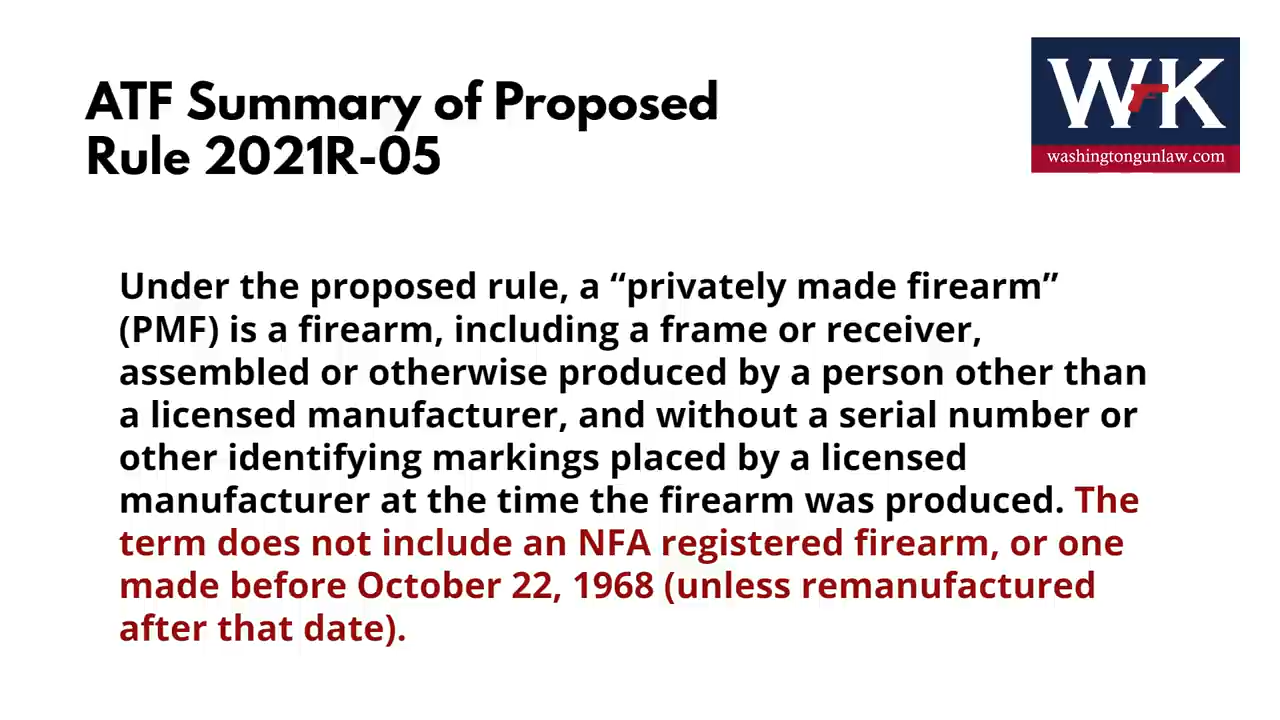 ATF Summary of Proposed
Rule 2021R-05
WK
washingtongunlaw.com
Under the proposed rule, a “privately made firearm”
(PMF) is a firearm, including a frame or receiver,
assembled or otherwise produced by a person other than
a licensed manufacturer, and without a serial number or
other identifying markings placed by a licensed
manufacturer at the time the firearm was produced. The
term does not include an NFA registered firearm, or one
made before October 22, 1968 (unless remanufactured
after that date).